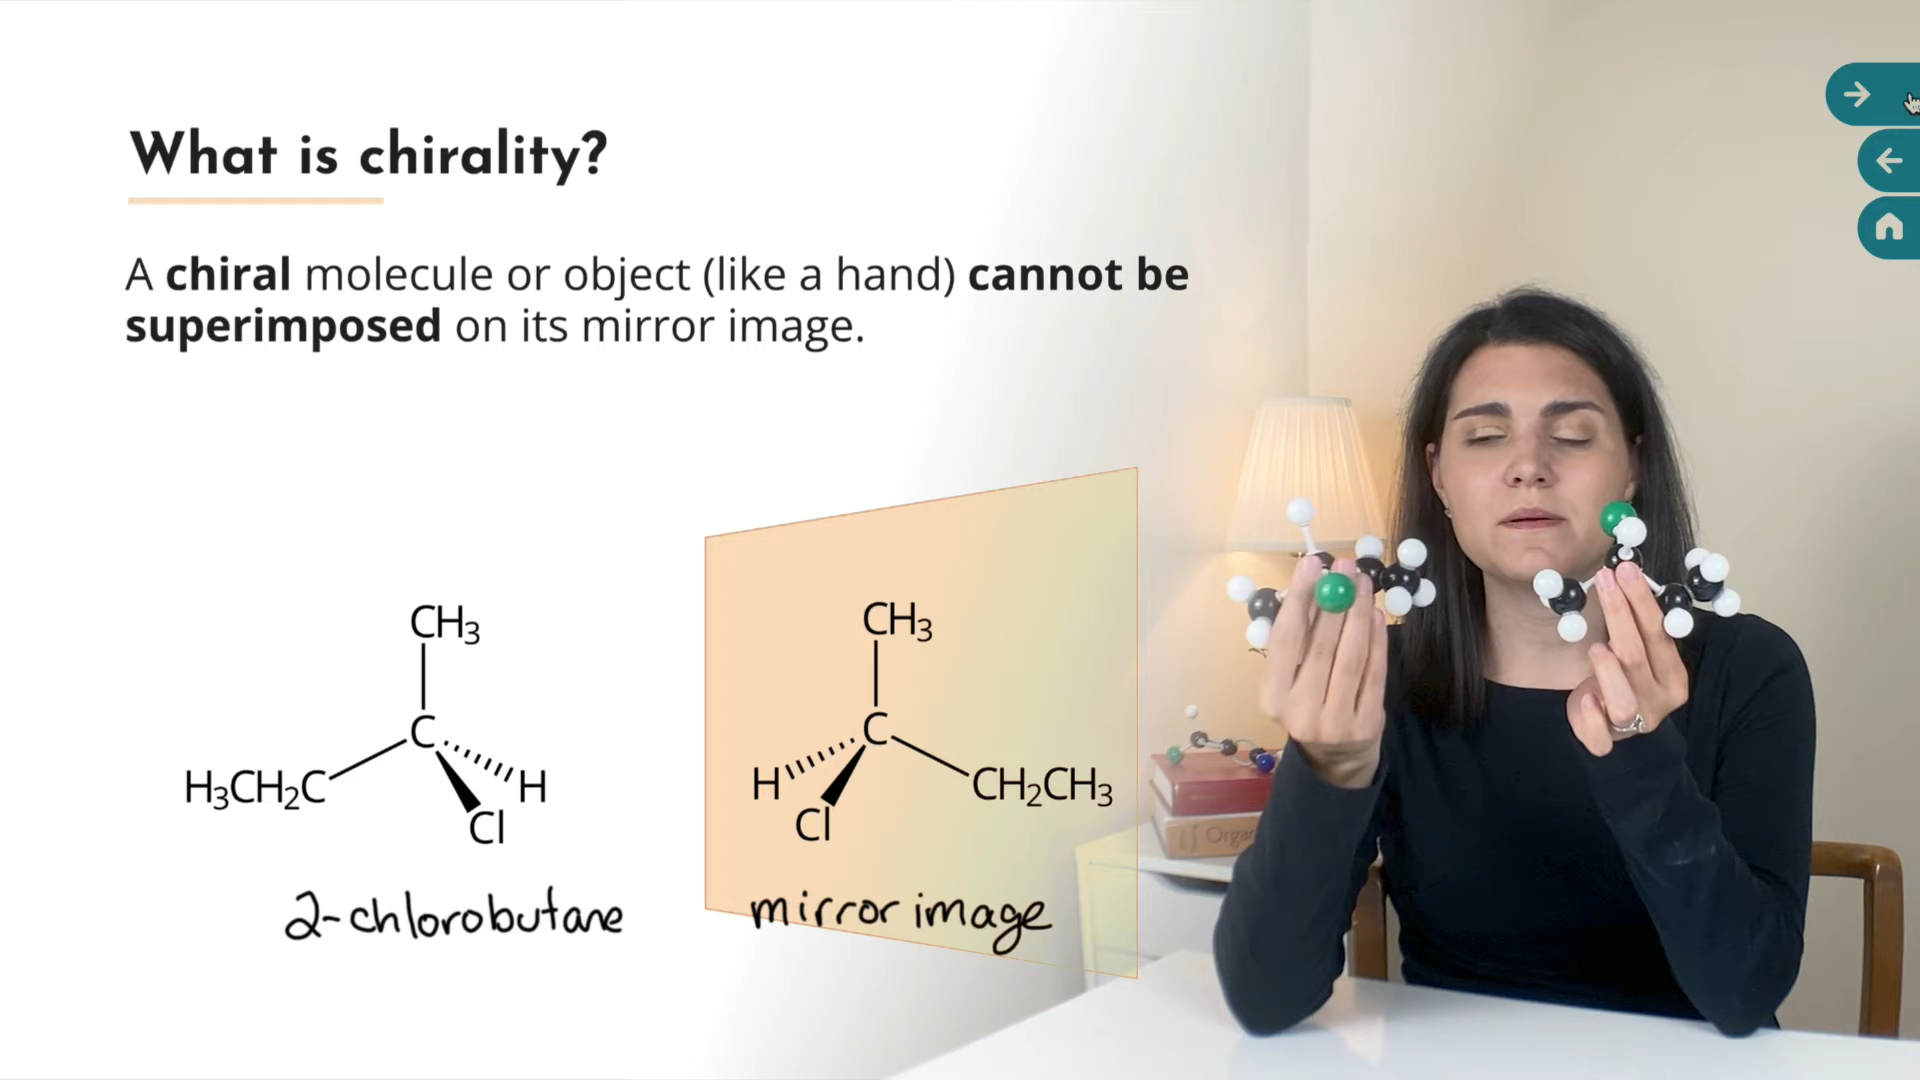 What is chirality?
A chiral molecule or object (like a hand) cannot be
superimposed on its mirror image.
CH₃
C
H₃CH₂C
H
Cl
2-chlorobutane
CH₃
C
H
CH₂CH₃
Cl
mirror image